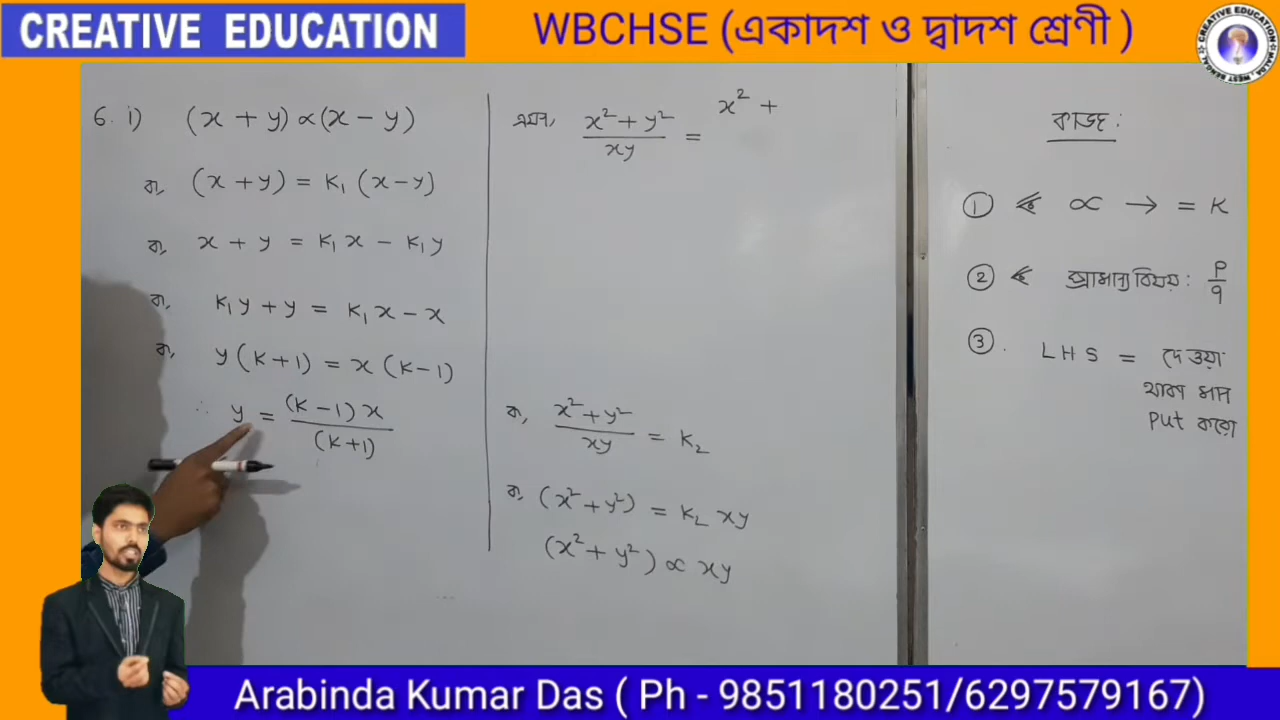 CREATIVE EDUCATION
WBCHSE (একাদশ ও দ্বাদশ শ্রেণী )
CREATIVE EDUCATION
6. i) (x + y) ∝ (x − y)
বা, (x + y) = K₁ (x−y)
বা, x + y = K₁x − K₁y
বা, K₁y + y = K₁x − x
বা, y(K+1) = x(K−1)
∴ y = (K−1)x / (K+1)
এখন, x²+y² / xy = x² +
বা, x²+y² / xy = K₂
বা, (x²+y²) = K₂ xy
(x²+y²) ∝ xy
কাজ:
① ∝ → = K
② : P/q
③. LHS = দেওয়া
থাকা মান
Put করো
Arabinda Kumar Das ( Ph - 9851180251/6297579167)